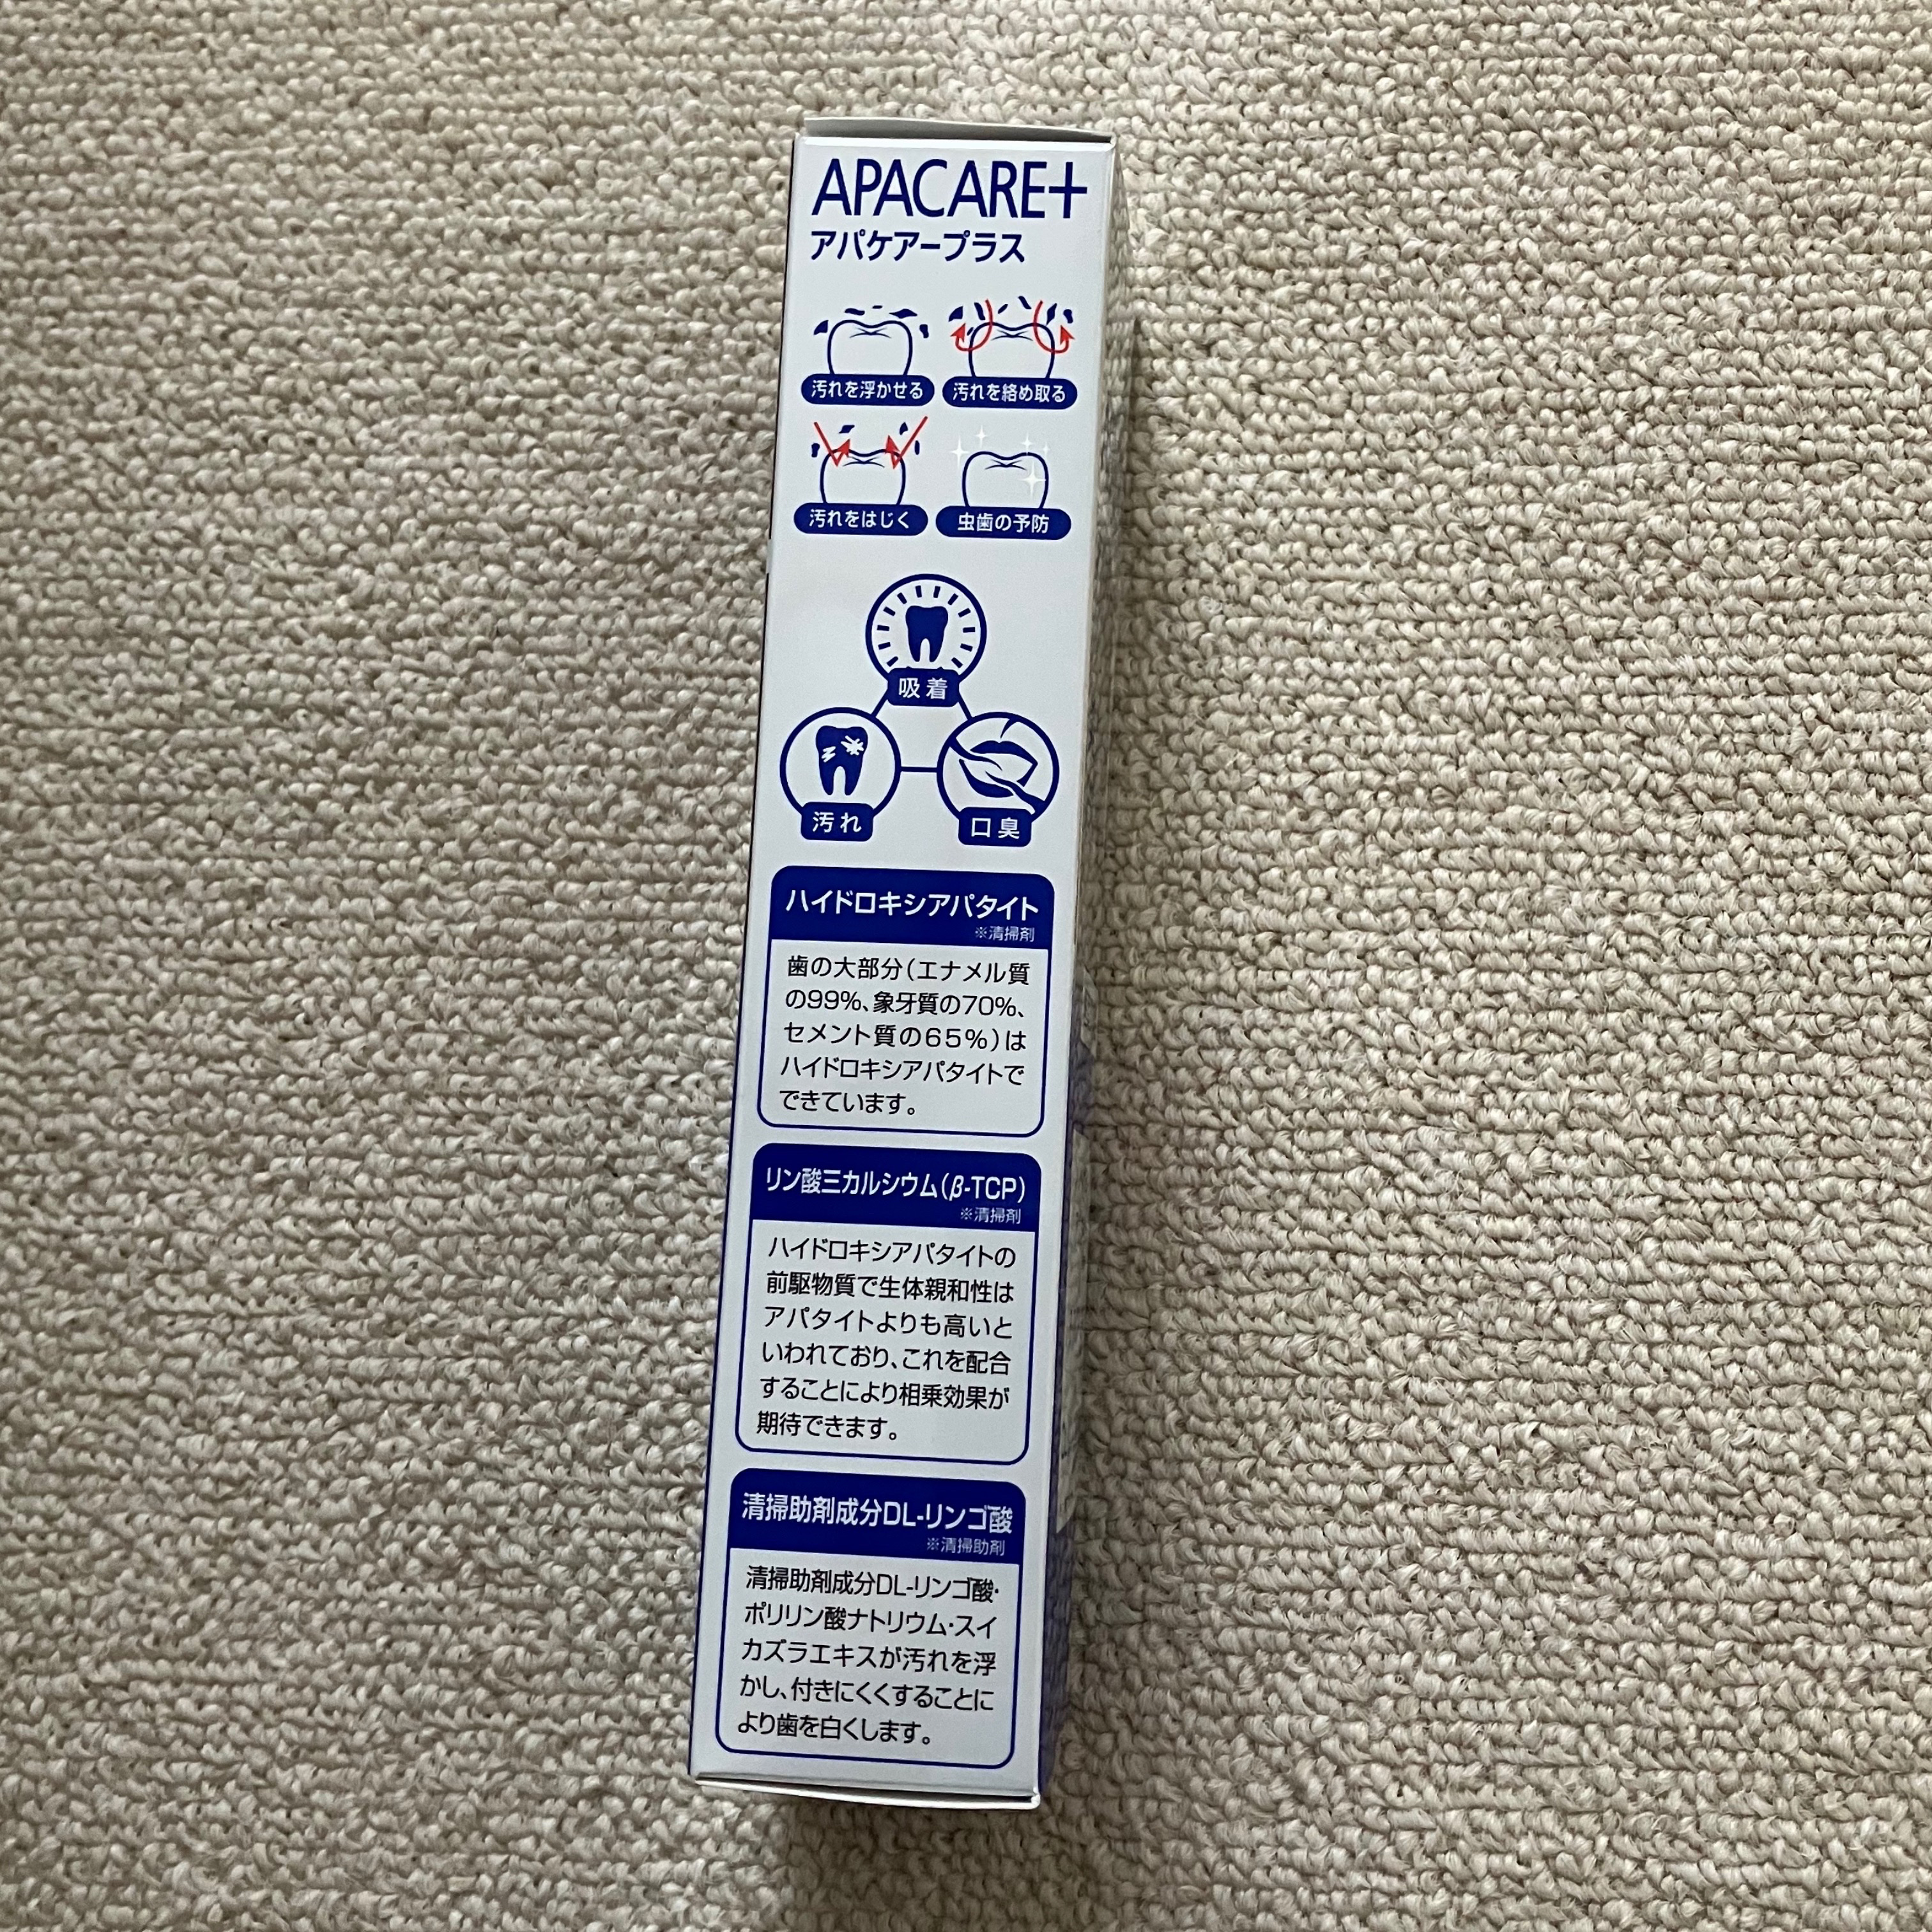 APACARE+
アパケアープラス
汚れを浮かせる
汚れを絡め取る
汚れをはじく
虫歯の予防
吸着
汚れ
口臭
ハイドロキシアパタイト
※清掃剤
歯の大部分(エナメル質
の99%、象牙質の70%、
セメント質の65%)は
ハイドロキシアパタイトで
できています。
リン酸三カルシウム(β-TCP)
※清掃剤
ハイドロキシアパタイトの
前駆物質で生体親和性は
アパタイトよりも高いと
いわれており、これを配合
することにより相乗効果が
期待できます。
清掃助剤成分DL-リンゴ酸
※清掃助剤
清掃助剤成分DL-リンゴ酸・
ポリリン酸ナトリウム・スイ
カズラエキスが汚れを浮
かし、付きにくくすることに
より歯を白くします。